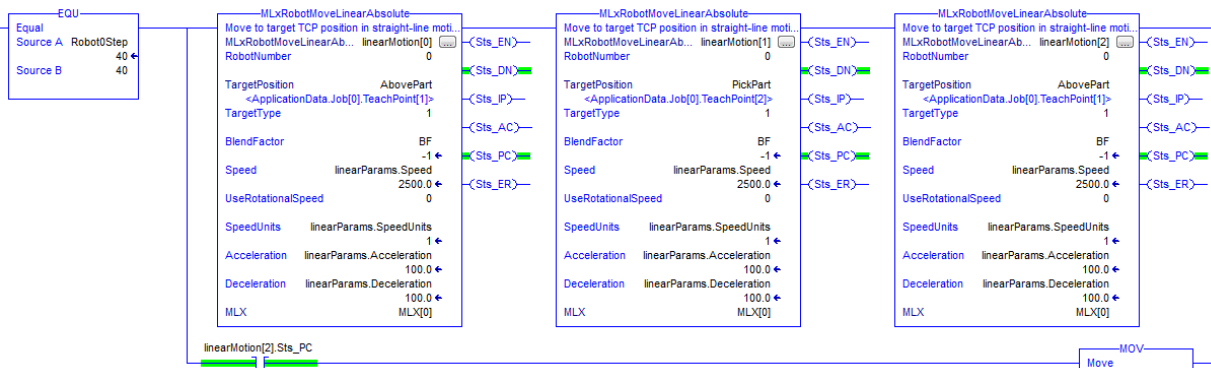 EQU
Equal
Source A Robot0Step
40
Source B 40
MLxRobotMoveLinearAbsolute
Move to target TCP position in straight-line moti...
MLxRobotMoveLinearAb... linearMotion[0] ...
RobotNumber 0
TargetPosition AbovePart
<ApplicationData.Job[0].TeachPoint[1]>
TargetType 1
BlendFactor BF
-1
Speed linearParams.Speed
2500.0
UseRotationalSpeed 0
SpeedUnits linearParams.SpeedUnits
1
Acceleration linearParams.Acceleration
100.0
Deceleration linearParams.Deceleration
100.0
MLX MLX[0]
(Sts_EN)
(Sts_DN)
(Sts_IP)
(Sts_AC)
(Sts_PC)
(Sts_ER)
MLxRobotMoveLinearAbsolute
Move to target TCP position in straight-line moti...
MLxRobotMoveLinearAb... linearMotion[1] ...
RobotNumber 0
TargetPosition PickPart
<ApplicationData.Job[0].TeachPoint[2]>
TargetType 1
BlendFactor BF
-1
Speed linearParams.Speed
2500.0
UseRotationalSpeed 0
SpeedUnits linearParams.SpeedUnits
1
Acceleration linearParams.Acceleration
100.0
Deceleration linearParams.Deceleration
100.0
MLX MLX[0]
(Sts_EN)
(Sts_DN)
(Sts_IP)
(Sts_AC)
(Sts_PC)
(Sts_ER)
MLxRobotMoveLinearAbsolute
Move to target TCP position in straight-line moti...
MLxRobotMoveLinearAb... linearMotion[2] ...
RobotNumber 0
TargetPosition AbovePart
<ApplicationData.Job[0].TeachPoint[1]>
TargetType 1
BlendFactor BF
-1
Speed linearParams.Speed
2500.0
UseRotationalSpeed 0
SpeedUnits linearParams.SpeedUnits
1
Acceleration linearParams.Acceleration
100.0
Deceleration linearParams.Deceleration
100.0
MLX MLX[0]
(Sts_EN)
(Sts_DN)
(Sts_IP)
(Sts_AC)
(Sts_PC)
(Sts_ER)
linearMotion[2].Sts_PC
MOV
Move